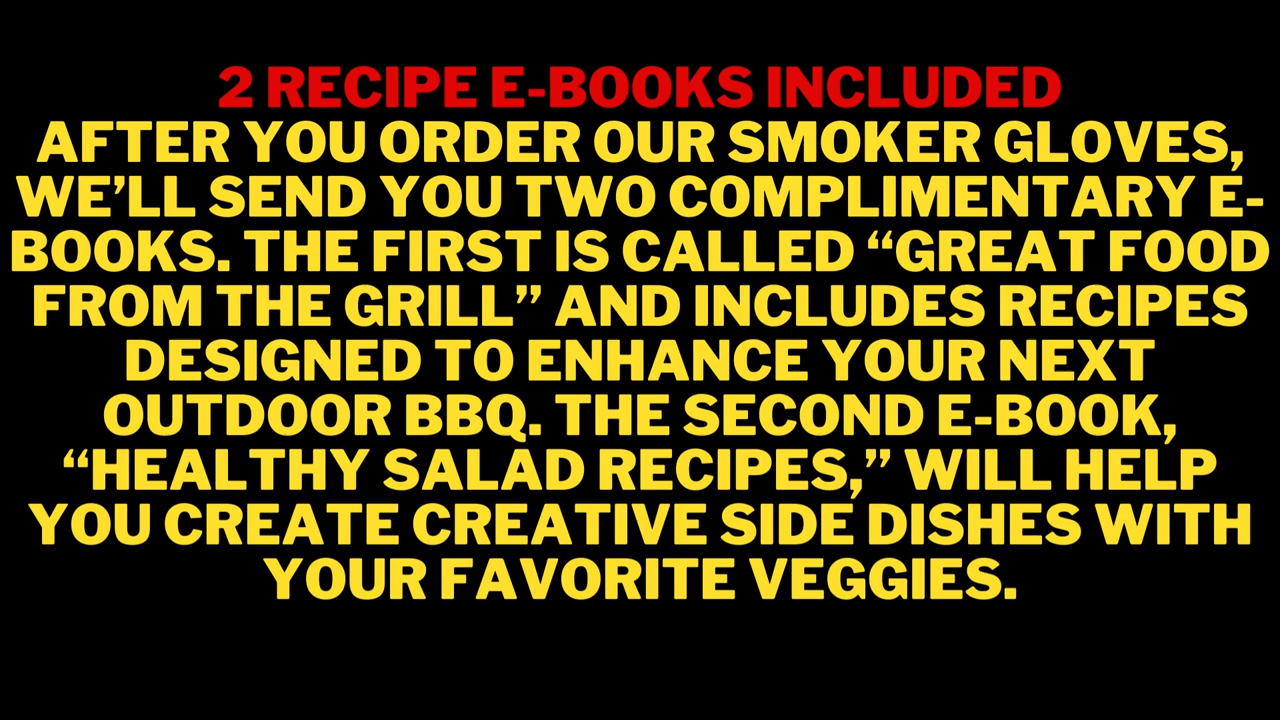 2 RECIPE E-BOOKS INCLUDED
AFTER YOU ORDER OUR SMOKER GLOVES,
WE’LL SEND YOU TWO COMPLIMENTARY E-
BOOKS. THE FIRST IS CALLED “GREAT FOOD
FROM THE GRILL” AND INCLUDES RECIPES
DESIGNED TO ENHANCE YOUR NEXT
OUTDOOR BBQ. THE SECOND E-BOOK,
“HEALTHY SALAD RECIPES,” WILL HELP
YOU CREATE CREATIVE SIDE DISHES WITH
YOUR FAVORITE VEGGIES.